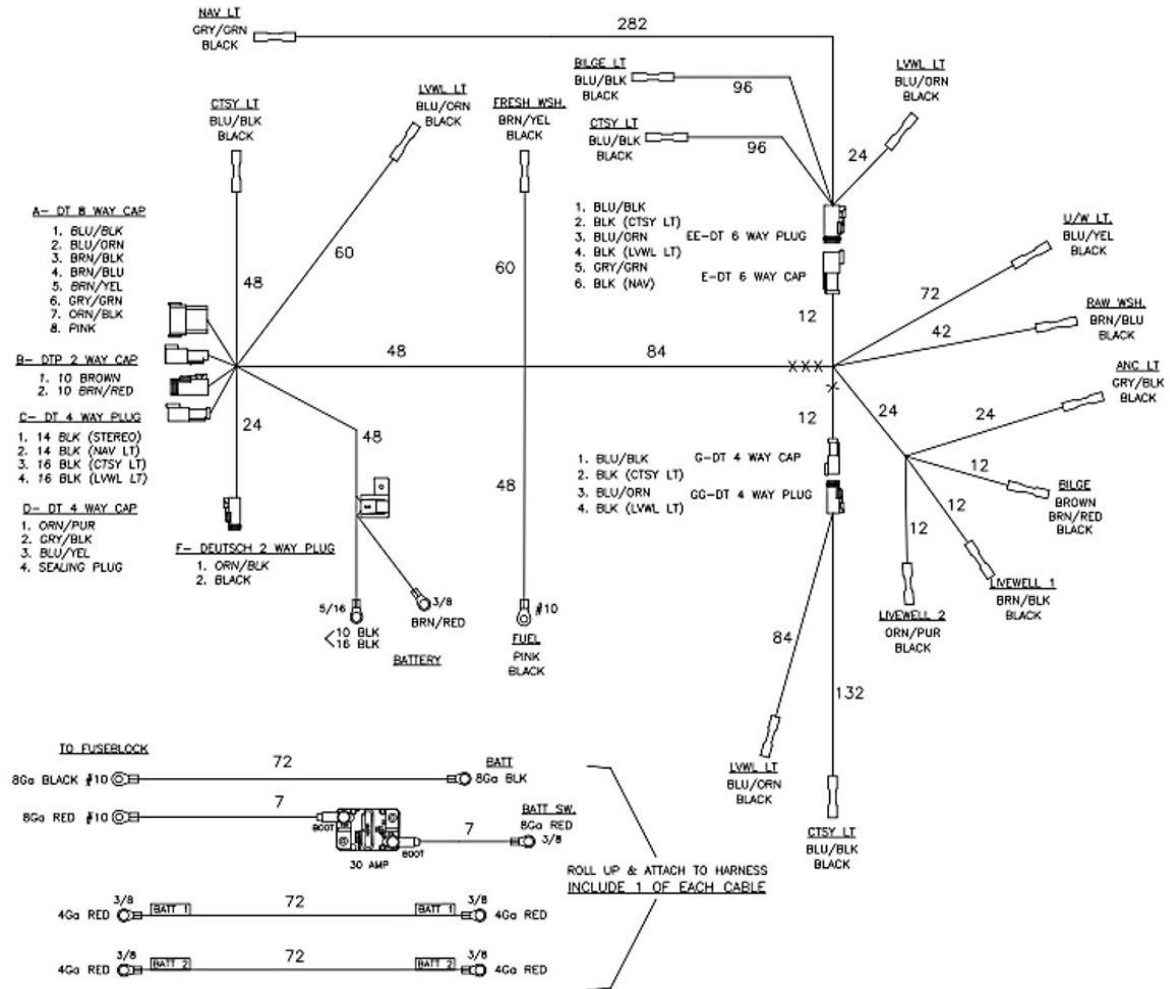 NAV LT
GRY/GRN
BLACK
282
BILGE LT
BLU/BLK
BLACK
96
LVWL LT
BLU/ORN
BLACK
CTSY LT
BLU/BLK
BLACK
LVWL LT
BLU/ORN
BLACK
FRESH WSH.
BRN/YEL
BLACK
CTSY LT
BLU/BLK
BLACK
96
24
A- DT 8 WAY CAP
1. BLU/BLK
2. BLU/ORN
3. BRN/BLK
4. BRN/BLU
5. BRN/YEL
6. GRY/GRN
7. ORN/BLK
8. PINK
48
60
60
1. BLU/BLK
2. BLK (CTSY LT)
3. BLU/ORN
4. BLK (LVWL LT)
5. GRY/GRN
6. BLK (NAV)
EE-DT 6 WAY PLUG
E-DT 6 WAY CAP
12
U/W LT.
BLU/YEL
BLACK
72
RAW WSH.
BRN/BLU
BLACK
42
B- DTP 2 WAY CAP
1. 10 BROWN
2. 10 BRN/RED
48
84
XXX
X
ANC LT
GRY/BLK
BLACK
C- DT 4 WAY PLUG
1. 14 BLK (STEREO)
2. 14 BLK (NAV LT)
3. 16 BLK (CTSY LT)
4. 16 BLK (LVWL LT)
24
48
12
24
24
D- DT 4 WAY CAP
1. ORN/PUR
2. GRY/BLK
3. BLU/YEL
4. SEALING PLUG
48
1. BLU/BLK
2. BLK (CTSY LT)
3. BLU/ORN
4. BLK (LVWL LT)
G-DT 4 WAY CAP
GG-DT 4 WAY PLUG
12
12
12
BILGE
BROWN
BRN/RED
BLACK
F- DEUTSCH 2 WAY PLUG
1. ORN/BLK
2. BLACK
5/16
10 BLK
16 BLK
3/8
BRN/RED
BATTERY
#10
FUEL
PINK
BLACK
LIVEWELL 1
BRN/BLK
BLACK
LIVEWELL 2
ORN/PUR
BLACK
84
132
LVWL LT
BLU/ORN
BLACK
CTSY LT
BLU/BLK
BLACK
TO FUSEBLOCK
8Ga BLACK #10
72
BATT
8Ga BLK
8Ga RED #10
7
BOOT
30 AMP
BOOT
7
BATT SW.
8Ga RED
3/8
ROLL UP & ATTACH TO HARNESS
INCLUDE 1 OF EACH CABLE
4Ga RED
3/8
BATT 1
72
BATT 1
3/8
4Ga RED
4Ga RED
3/8
BATT 2
72
BATT 2
3/8
4Ga RED